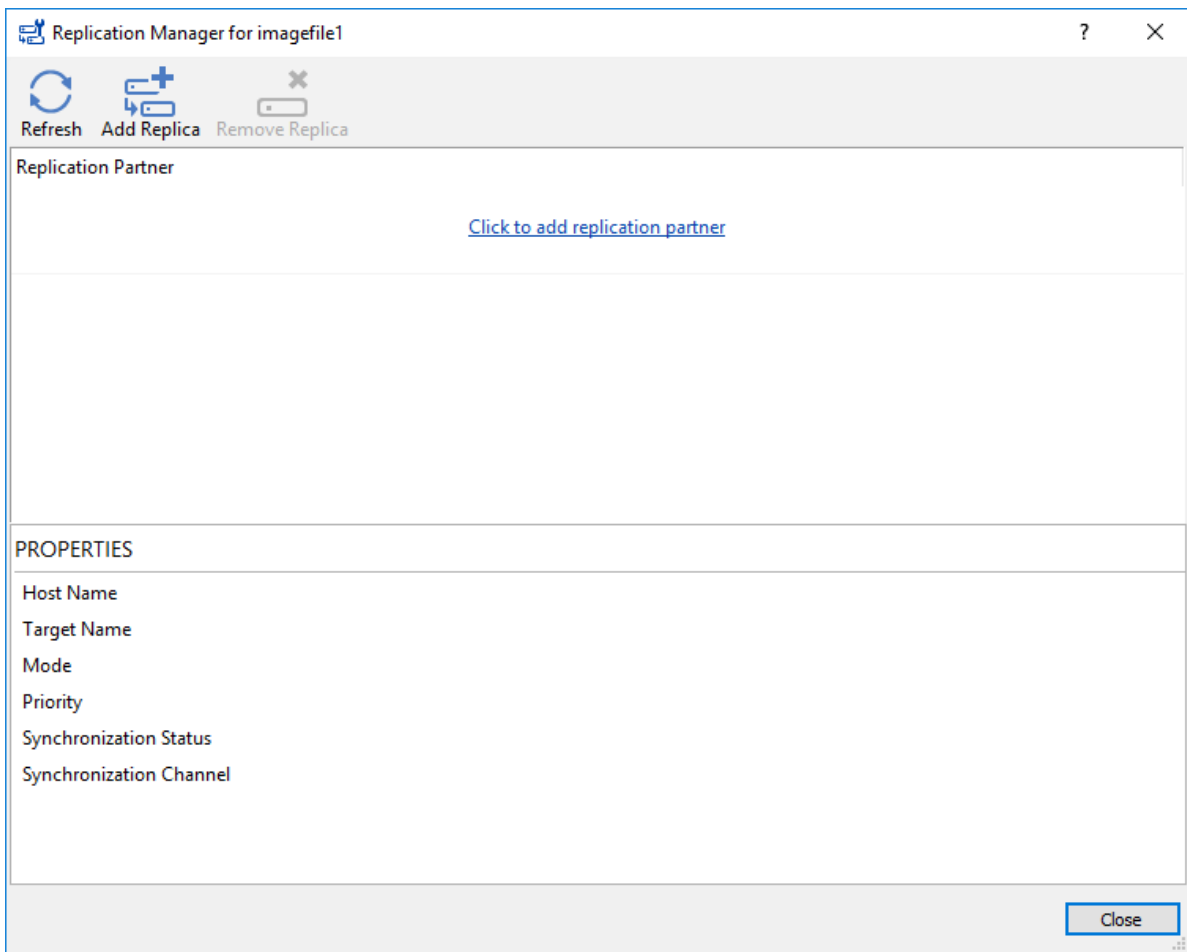 Replication Manager for imagefile1
?
Refresh Add Replica Remove Replica
Replication Partner
Click to add replication partner
PROPERTIES
Host Name
Target Name
Mode
Priority
Synchronization Status
Synchronization Channel
Close